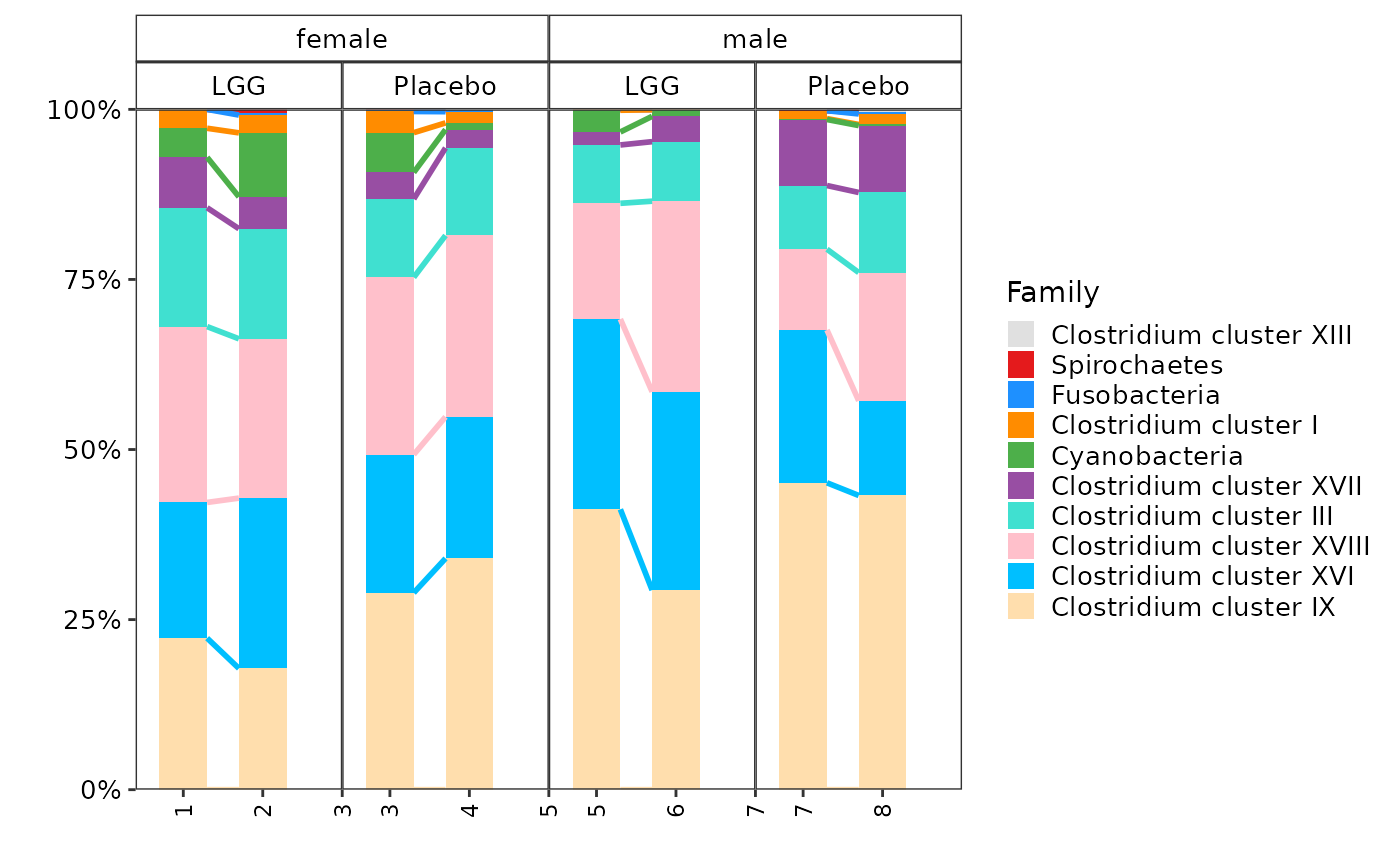 female
male
LGG
Placebo
LGG
Placebo
100%
75%
50%
25%
0%
1
2
3
3
4
5
5
6
7
7
8
Family
Clostridium cluster XIII
Spirochaetes
Fusobacteria
Clostridium cluster I
Cyanobacteria
Clostridium cluster XVII
Clostridium cluster III
Clostridium cluster XVIII
Clostridium cluster XVI
Clostridium cluster IX